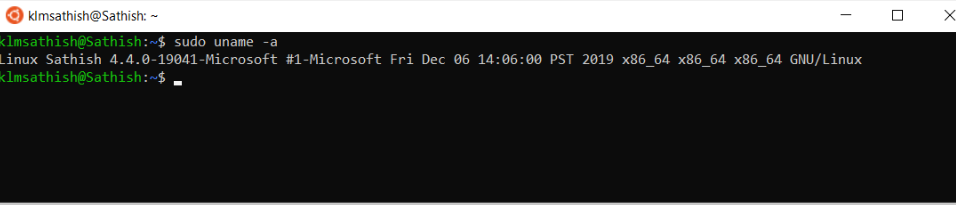 klmsathish@Sathish: ~
klmsathish@Sathish:~$ sudo uname -a
Linux Sathish 4.4.0-19041-Microsoft #1-Microsoft Fri Dec 06 14:06:00 PST 2019 x86_64 x86_64 x86_64 GNU/Linux
klmsathish@Sathish:~$